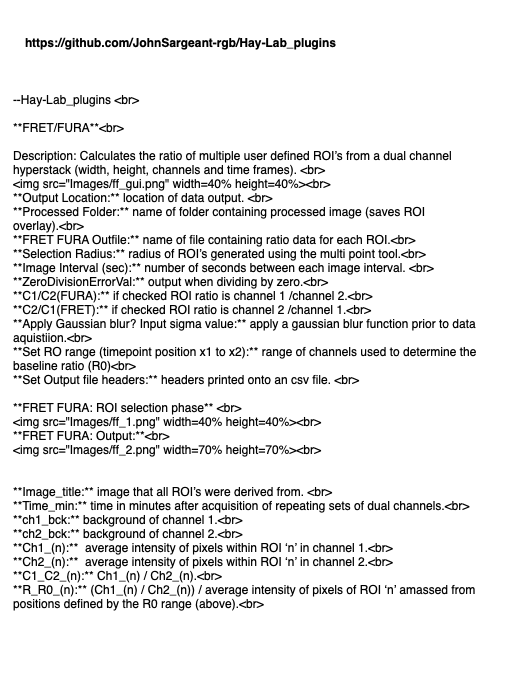 https://github.com/JohnSargeant-rgb/Hay-Lab_plugins
--Hay-Lab_plugins <br>
**FRET/FURA**<br>
Description: Calculates the ratio of multiple user defined ROI's from a dual channel
hyperstack (width, height, channels and time frames). <br>
<img src="Images/ff_gui.png" width=40% height=40%><br>
**Output Location:** location of data output. <br>
**Processed Folder:** name of folder containing processed image (saves ROI
overlay).<br>
**FRET FURA Outfile:** name of file containing ratio data for each ROI.<br>
**Selection Radius:** radius of ROI's generated using the multi point tool.<br>
**Image Interval (sec):** number of seconds between each image interval. <br>
**ZeroDivisionErrorVal:** output when dividing by zero.<br>
**C1/C2(FURA):** if checked ROI ratio is channel 1 /channel 2.<br>
**C2/C1(FRET):** if checked ROI ratio is channel 2 /channel 1.<br>
**Apply Gaussian blur? Input sigma value:** apply a gaussian blur function prior to data
aquistiion.<br>
**Set RO range (timepoint position x1 to x2):** range of channels used to determine the
baseline ratio (R0)<br>
**Set Output file headers:** headers printed onto an csv file. <br>
**FRET FURA: ROI selection phase** <br>
<img src="Images/ff_1.png" width=40% height=40%><br>
**FRET FURA: Output:**<br>
<img src="Images/ff_2.png" width=70% height=70%><br>
**Image_title:** image that all ROI's were derived from. <br>
**Time_min:** time in minutes after acquisition of repeating sets of dual channels.<br>
**ch1_bck:** background of channel 1.<br>
**ch2_bck:** background of channel 2.<br>
**Ch1_(n):**  average intensity of pixels within ROI 'n' in channel 1.<br>
**Ch2_(n):**  average intensity of pixels within ROI 'n' in channel 2.<br>
**C1_C2_(n):** Ch1_(n) / Ch2_(n).<br>
**R_R0_(n):** (Ch1_(n) / Ch2_(n)) / average intensity of pixels of ROI 'n' amassed from
positions defined by the R0 range (above).<br>